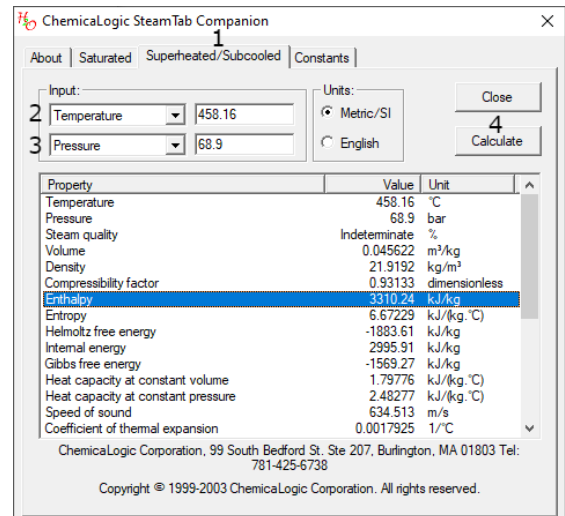 ChemicaLogic SteamTab Companion
1
About Saturated Superheated/Subcooled Constants
Input: Units:
2 Temperature 458.16 Metric/SI Close
3 Pressure 68.9 English 4 Calculate
Property Value Unit
Temperature 458.16 °C
Pressure 68.9 bar
Steam quality Indeterminate %
Volume 0.045622 m³/kg
Density 21.9192 kg/m³
Compressibility factor 0.93133 dimensionless
Enthalpy 3310.24 kJ/kg
Entropy 6.67229 kJ/(kg.°C)
Helmoltz free energy -1883.61 kJ/kg
Internal energy 2995.91 kJ/kg
Gibbs free energy -1569.27 kJ/kg
Heat capacity at constant volume 1.79776 kJ/(kg.°C)
Heat capacity at constant pressure 2.48277 kJ/(kg.°C)
Speed of sound 634.513 m/s
Coefficient of thermal expansion 0.0017925 1/°C
ChemicaLogic Corporation, 99 South Bedford St. Ste 207, Burlington, MA 01803 Tel:
781-425-6738
Copyright © 1999-2003 ChemicaLogic Corporation. All rights reserved.